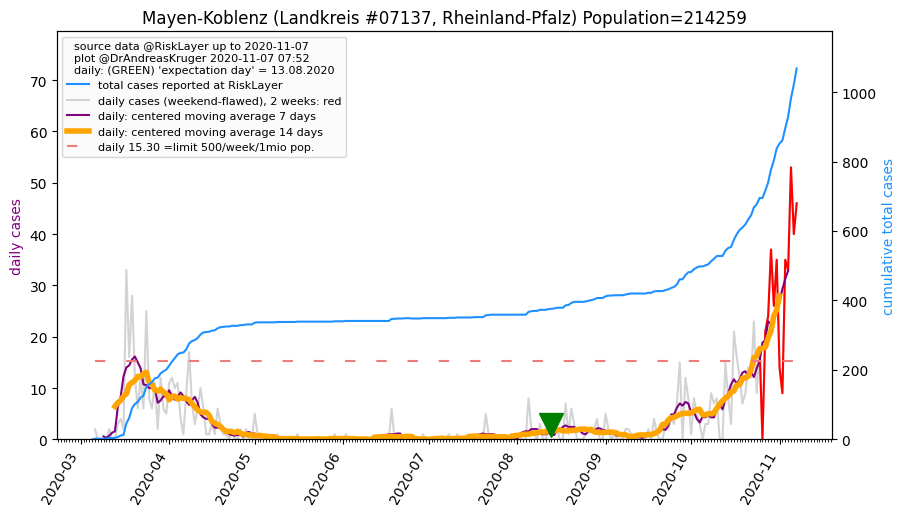 Mayen-Koblenz (Landkreis #07137, Rheinland-Pfalz) Population=214259
source data @RiskLayer up to 2020-11-07
plot @DrAndreasKruger 2020-11-07 07:52
daily: (GREEN) 'expectation day' = 13.08.2020
total cases reported at RiskLayer
daily cases (weekend-flawed), 2 weeks: red
daily: centered moving average 7 days
daily: centered moving average 14 days
daily 15.30 =limit 500/week/1mio pop.
daily cases
70
60
50
40
30
20
10
0
1000
800
600
400
200
0
cumulative total cases
2020-03
2020-04
2020-05
2020-06
2020-07
2020-08
2020-09
2020-10
2020-11